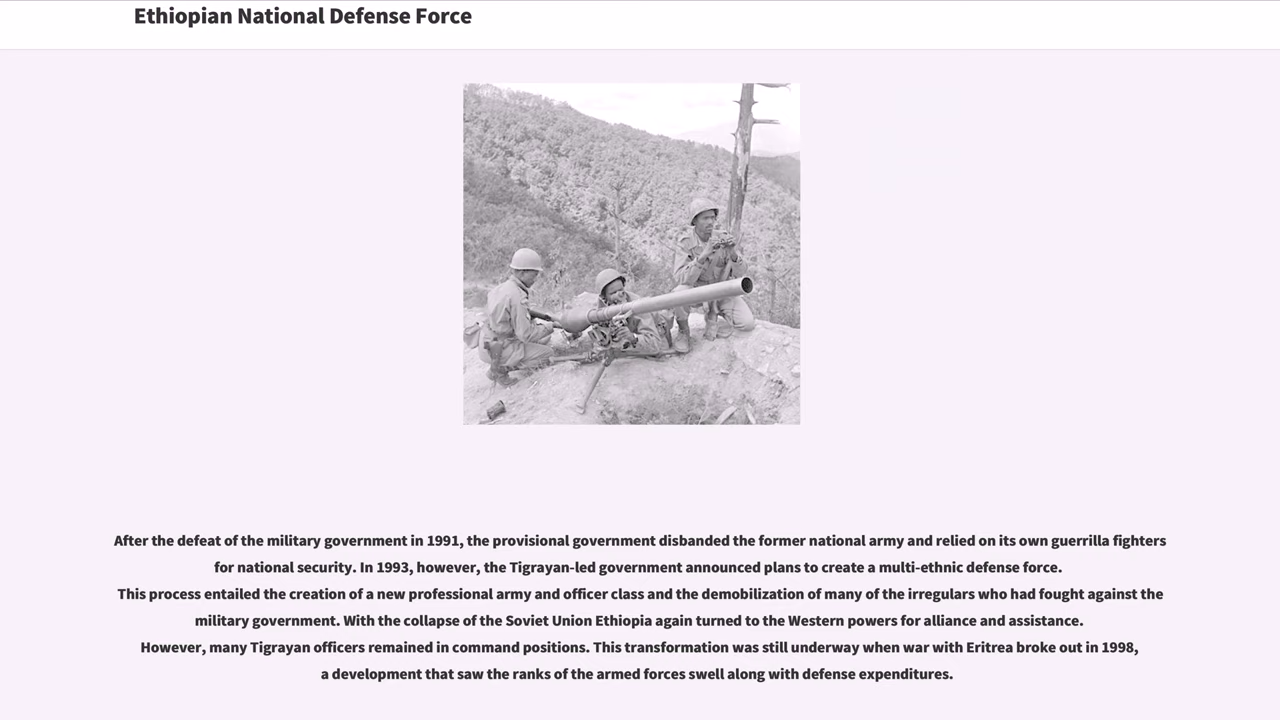 Ethiopian National Defense Force
After the defeat of the military government in 1991, the provisional government disbanded the former national army and relied on its own guerrilla fighters
for national security. In 1993, however, the Tigrayan-led government announced plans to create a multi-ethnic defense force.
This process entailed the creation of a new professional army and officer class and the demobilization of many of the irregulars who had fought against the
military government. With the collapse of the Soviet Union Ethiopia again turned to the Western powers for alliance and assistance.
However, many Tigrayan officers remained in command positions. This transformation was still underway when war with Eritrea broke out in 1998,
a development that saw the ranks of the armed forces swell along with defense expenditures.